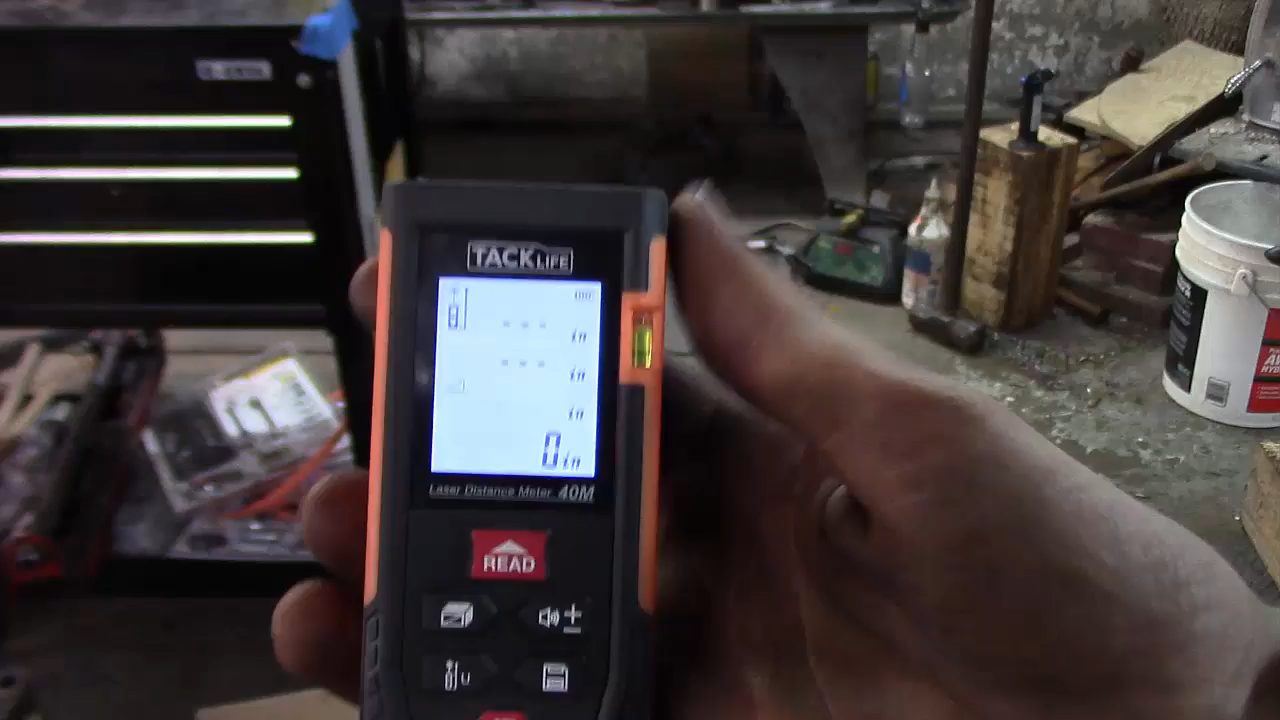 TACKLIFE
- - - in
- - - in
in
0in
Laser Distance Meter 40M
READ
+
−
U